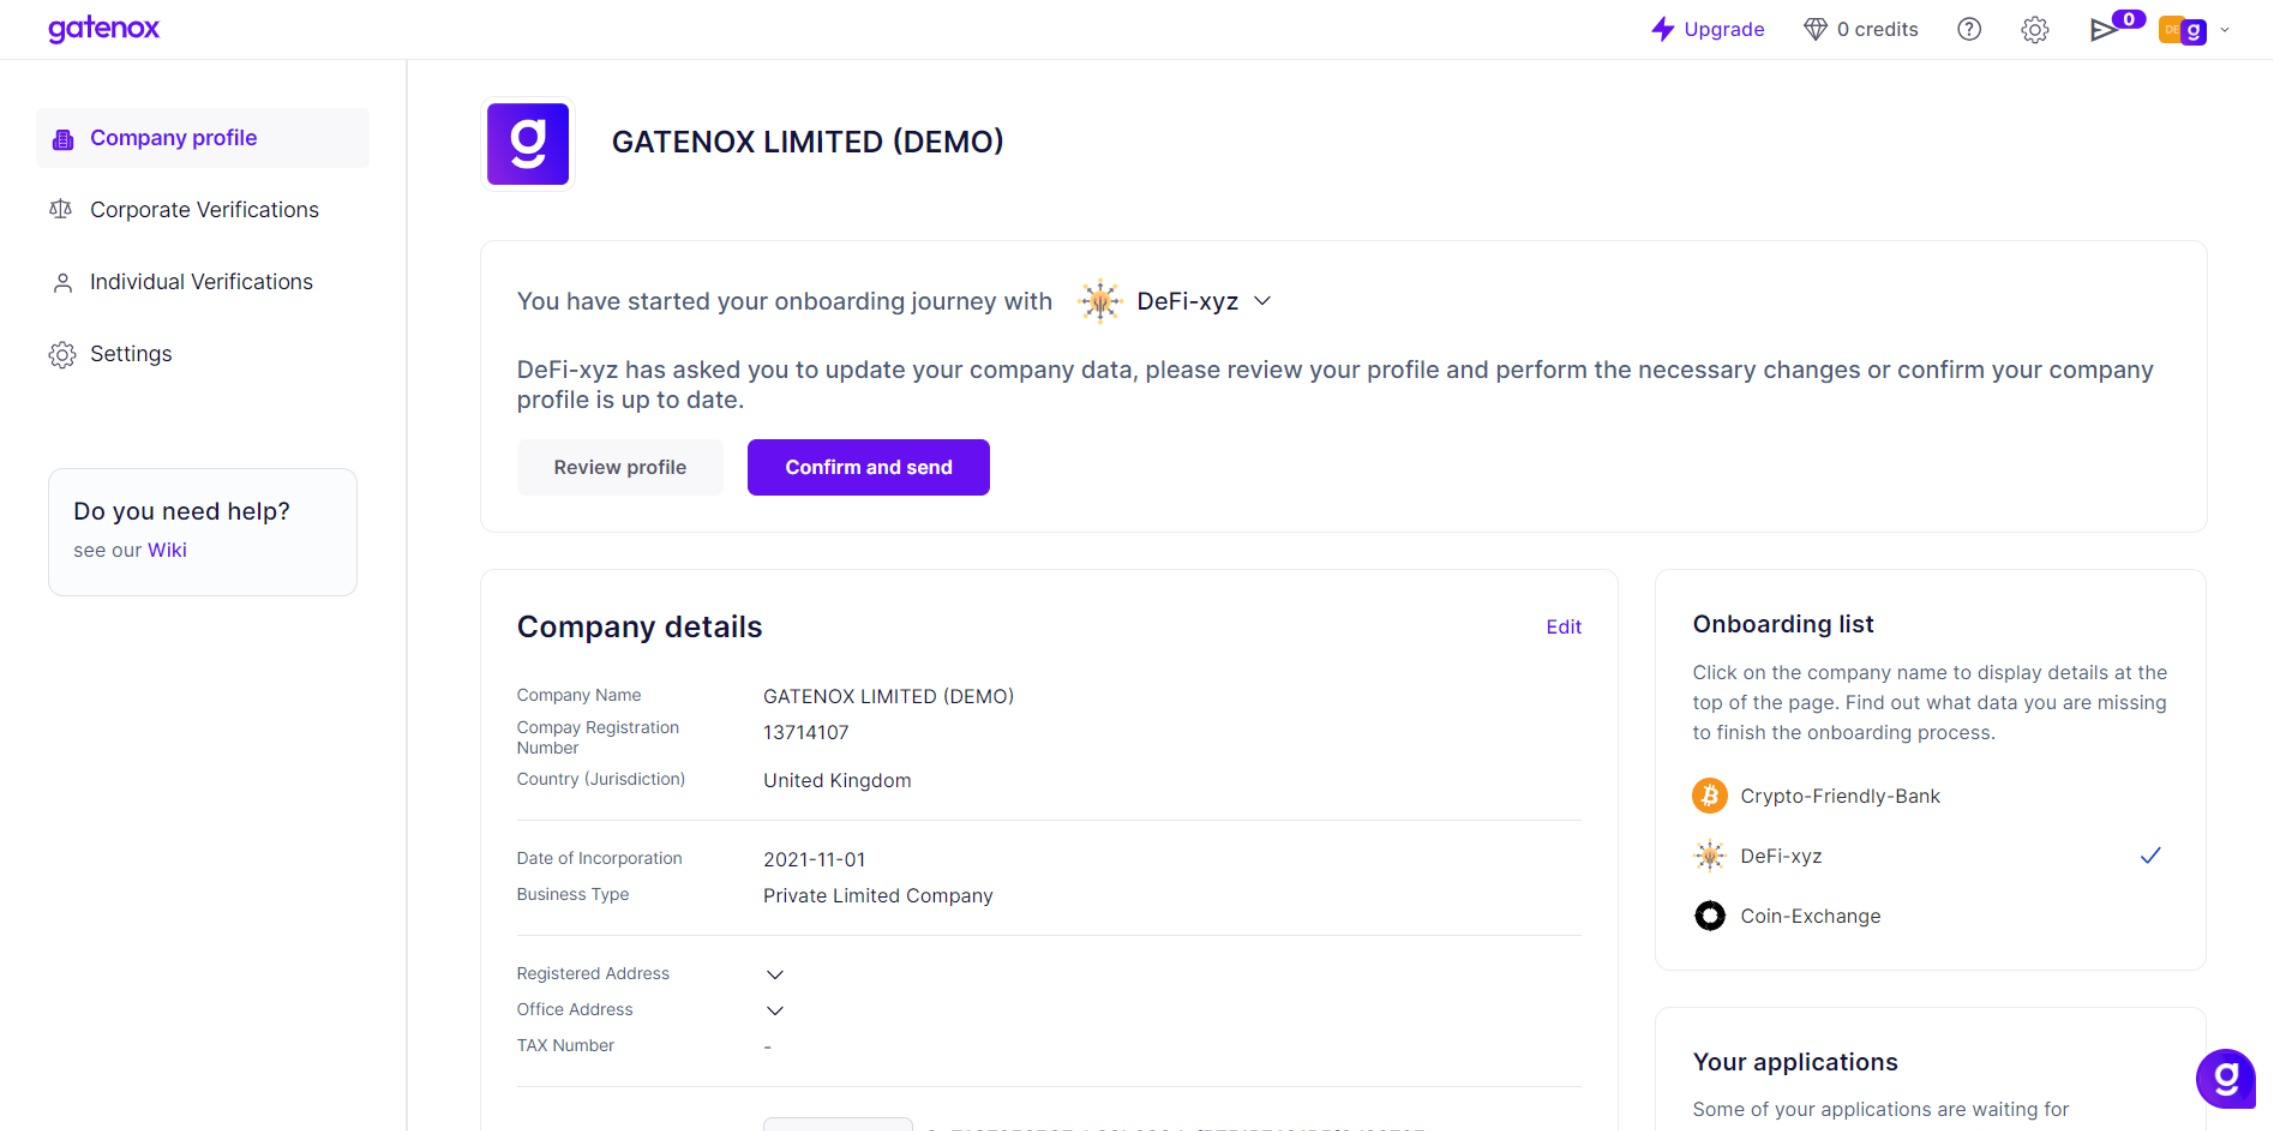 gatenox
Upgrade
0 credits
0
DE
g
Company profile
Corporate Verifications
Individual Verifications
Settings
Do you need help?
see our Wiki
g
GATENOX LIMITED (DEMO)
You have started your onboarding journey with DeFi-xyz
DeFi-xyz has asked you to update your company data, please review your profile and perform the necessary changes or confirm your company
profile is up to date.
Review profile
Confirm and send
Company details
Edit
Company Name
GATENOX LIMITED (DEMO)
Compay Registration
Number
13714107
Country (Jurisdiction)
United Kingdom
Date of Incorporation
2021-11-01
Business Type
Private Limited Company
Registered Address
Office Address
TAX Number
-
Onboarding list
Click on the company name to display details at the
top of the page. Find out what data you are missing
to finish the onboarding process.
Crypto-Friendly-Bank
DeFi-xyz
Coin-Exchange
Your applications
Some of your applications are waiting for
g